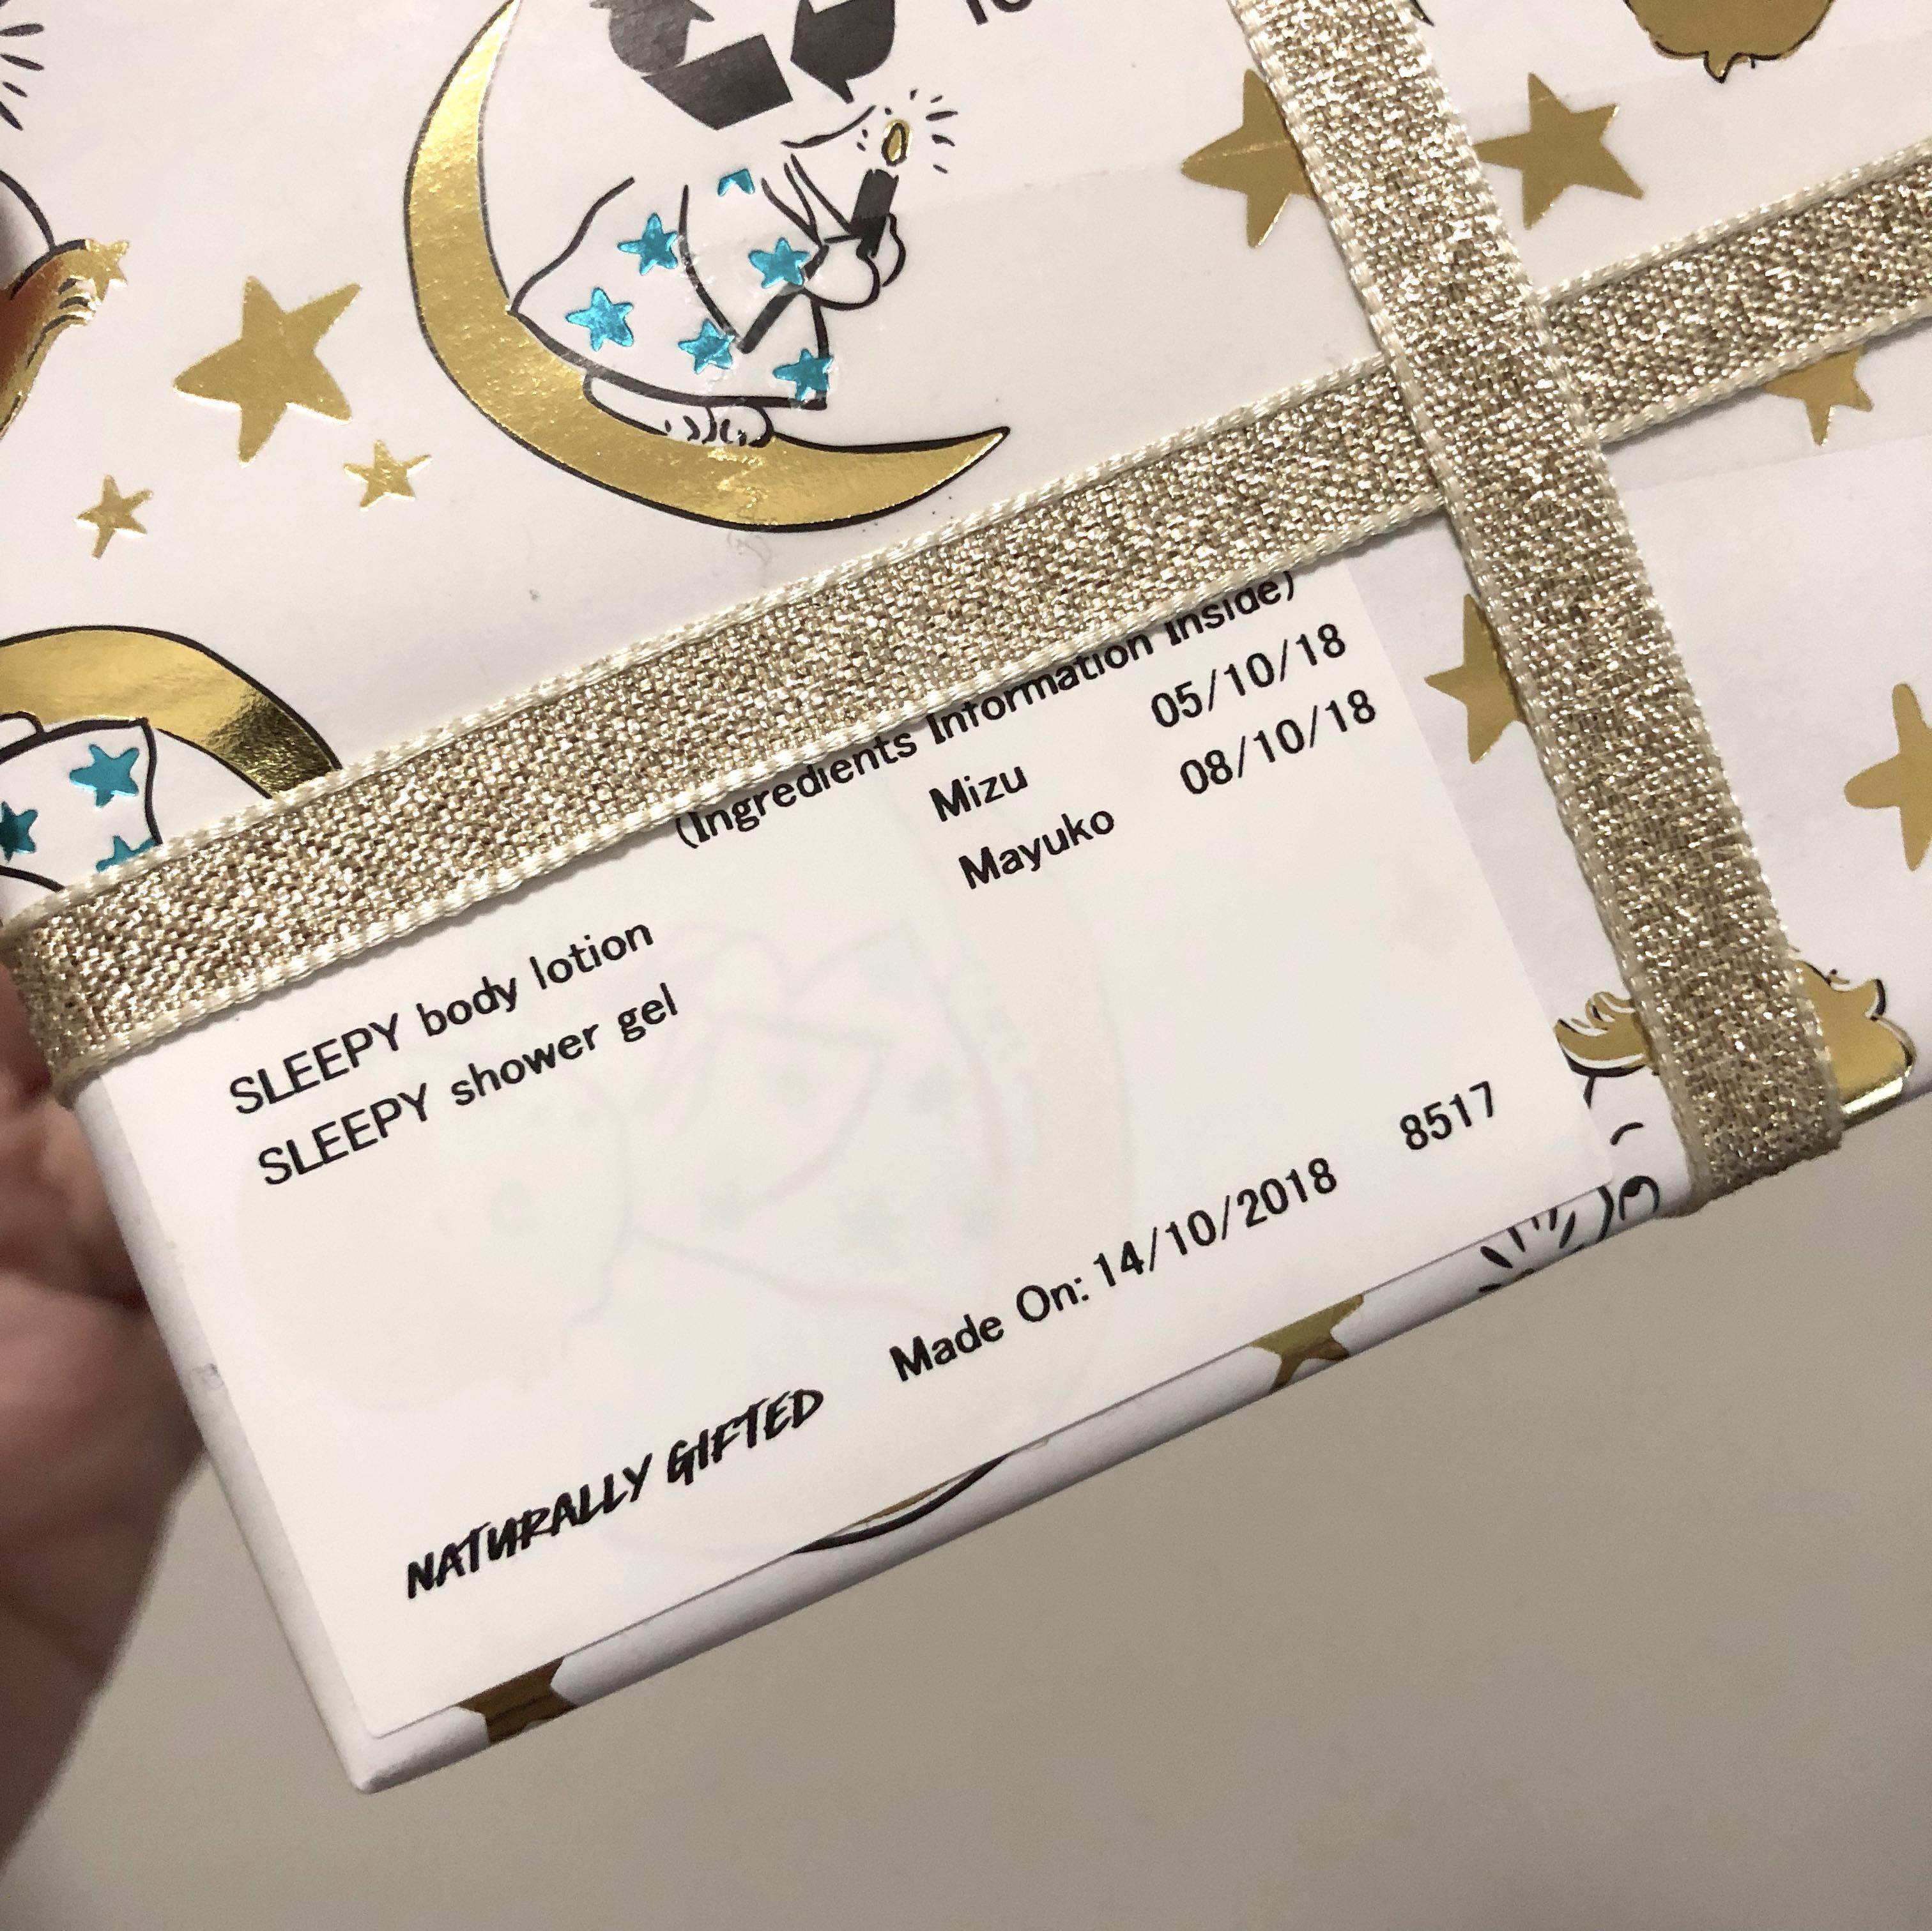 (Ingredients Information Inside)
SLEEPY body lotion Mizu 05/10/18
SLEEPY shower gel Mayuko 08/10/18
NATURALLY GIFTED Made On: 14/10/2018 8517